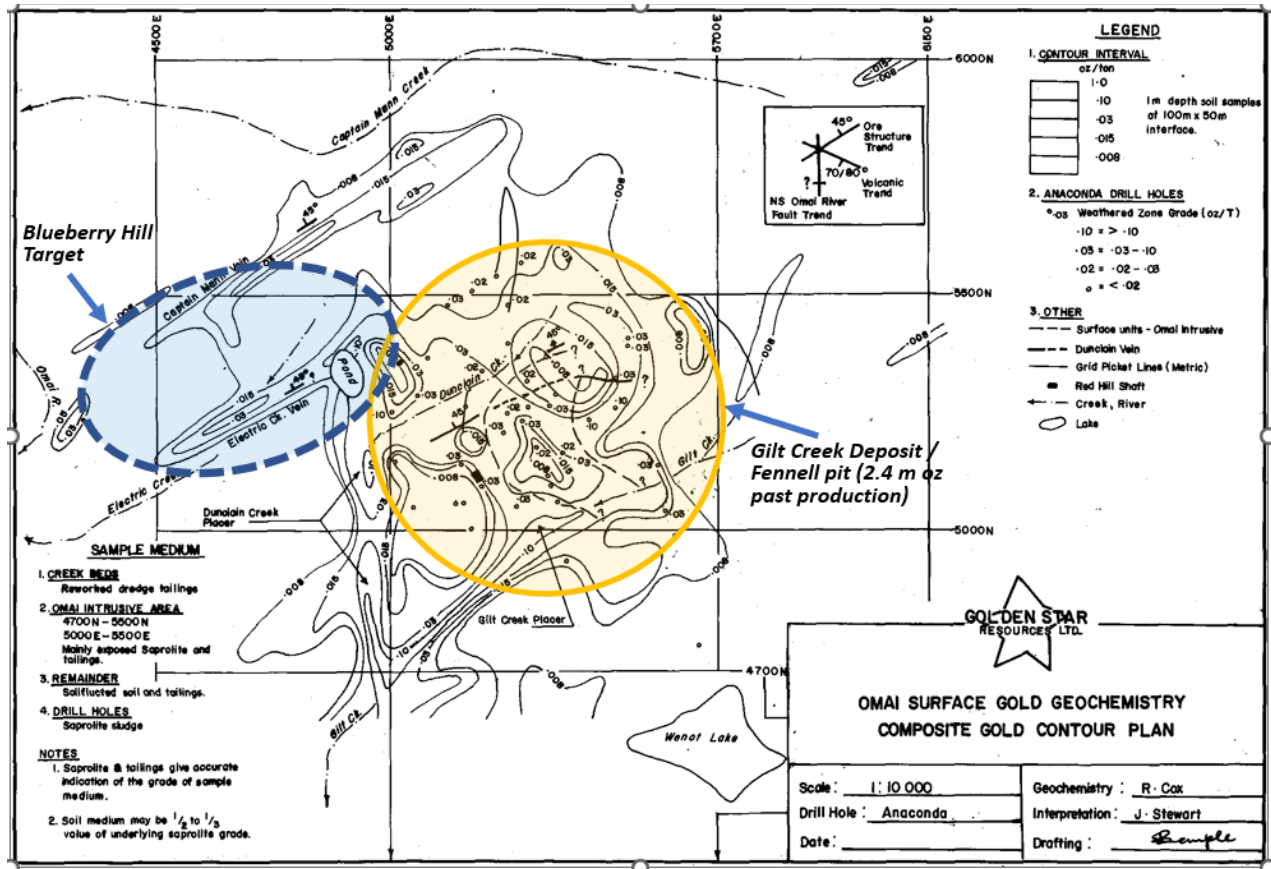 4500 E
5000 E
5700 E
6150 E
6000N
5500N
5000N
4700N
LEGEND
1. CONTOUR INTERVAL
oz/ton
1.0
.10
.03
.015
.008
1m depth soil samples
at 100m x 50m
interface.
2. ANACONDA DRILL HOLES
.03 Weathered Zone Grade (oz/T)
.10 = > .10
.03 = .03 - .10
.02 = .02 - .03
o = < .02
3. OTHER
Surface units - Omai Intrusive
Dunclain Vein
Grid Picket Lines (Metric)
Red Hill Shaft
Creek, River
Lake
45°
Ore
Structure
Trend
70/80°
Volcanic
Trend
?
NS Omai River
Fault Trend
Captain Mann Creek
Blueberry Hill
Target
Captain Mann Vein
Pond
Omai R.
Electric Ck. Vein
Electric Creek
Dunclain Ck.
Gilt Ck.
Gilt Creek Deposit /
Fennell pit (2.4 m oz
past production)
Dunclain Creek
Placer
Gilt Creek Placer
Gilt Ck.
Wenot Lake
SAMPLE MEDIUM
1. CREEK BEDS
Reworked dredge tailings
2. OMAI INTRUSIVE AREA
4700N - 5500N
5000E - 5500E
Mainly exposed Saprolite and
tailings.
3. REMAINDER
Soliflucted soil and tailings.
4. DRILL HOLES
Saprolite sludge
NOTES
1. Saprolite & tailings give accurate
indication of the grade of sample
medium.
2. Soil medium may be 1/2 to 1/3
value of underlying saprolite grade.
GOLDEN STAR
RESOURCES LTD.
OMAI SURFACE GOLD GEOCHEMISTRY
COMPOSITE GOLD CONTOUR PLAN
Scale: 1:10 000
Drill Hole: Anaconda
Date:
Geochemistry: R. Cox
Interpretation: J. Stewart
Drafting: